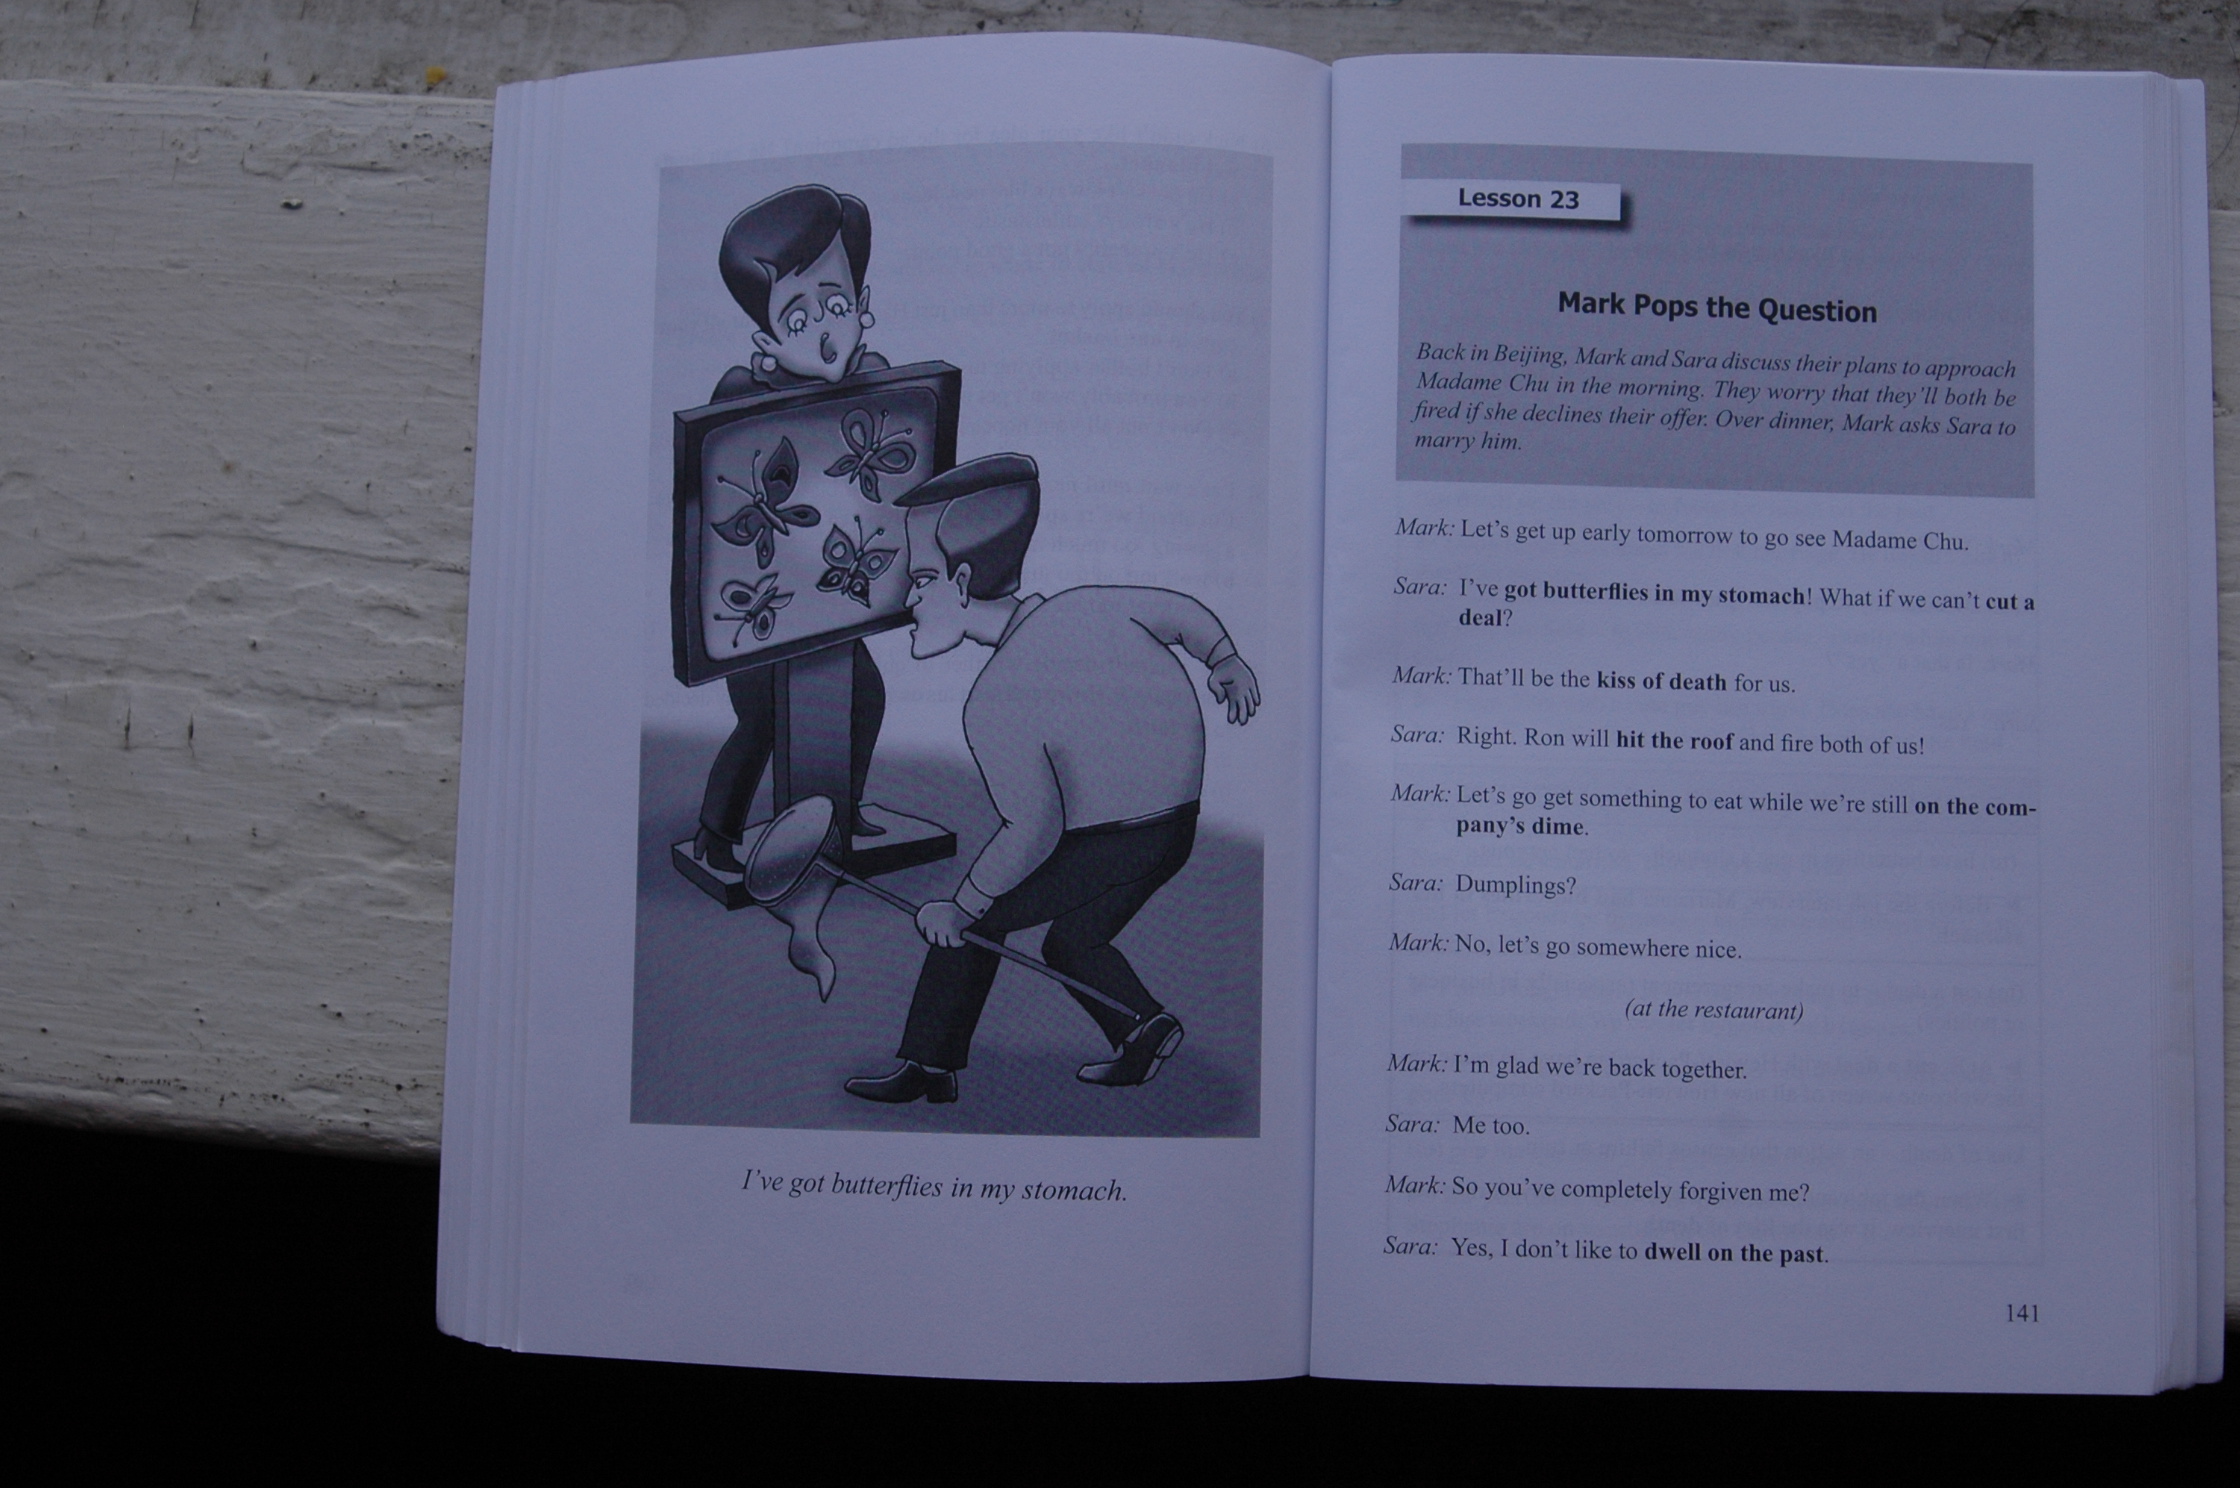 I've got butterflies in my stomach.
Lesson 23
Mark Pops the Question
Back in Beijing, Mark and Sara discuss their plans to approach
Madame Chu in the morning. They worry that they'll both be
fired if she declines their offer. Over dinner, Mark asks Sara to
marry him.
Mark: Let's get up early tomorrow to go see Madame Chu.
Sara: I've got butterflies in my stomach! What if we can't cut a
deal?
Mark: That'll be the kiss of death for us.
Sara: Right. Ron will hit the roof and fire both of us!
Mark: Let's go get something to eat while we're still on the com-
pany's dime.
Sara: Dumplings?
Mark: No, let's go somewhere nice.
(at the restaurant)
Mark: I'm glad we're back together.
Sara: Me too.
Mark: So you've completely forgiven me?
Sara: Yes, I don't like to dwell on the past.
141